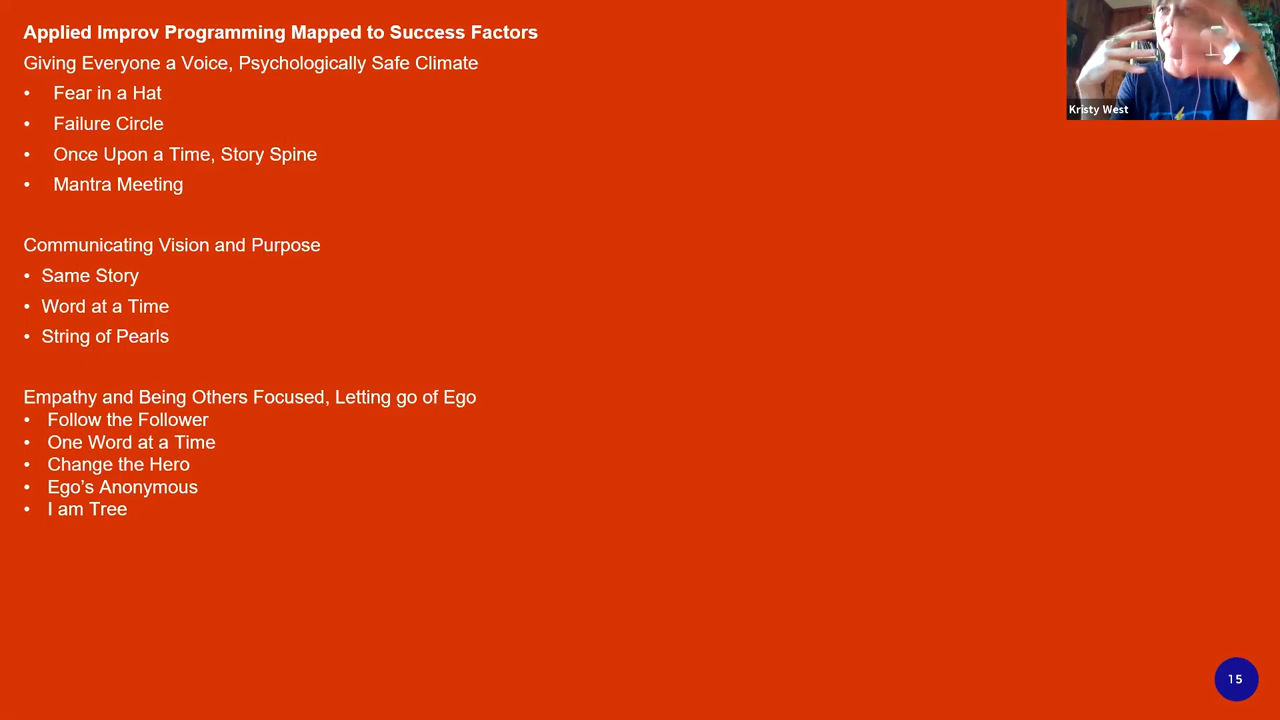 Applied Improv Programming Mapped to Success Factors
Giving Everyone a Voice, Psychologically Safe Climate
• Fear in a Hat
• Failure Circle
• Once Upon a Time, Story Spine
• Mantra Meeting
Communicating Vision and Purpose
• Same Story
• Word at a Time
• String of Pearls
Empathy and Being Others Focused, Letting go of Ego
• Follow the Follower
• One Word at a Time
• Change the Hero
• Ego’s Anonymous
• I am Tree
Kristy West
15